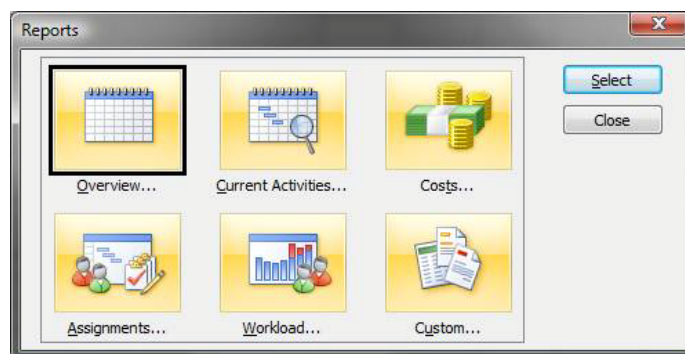 Reports
Select
Close
Overview...
Current Activities...
Costs...
Assignments...
Workload...
Custom...